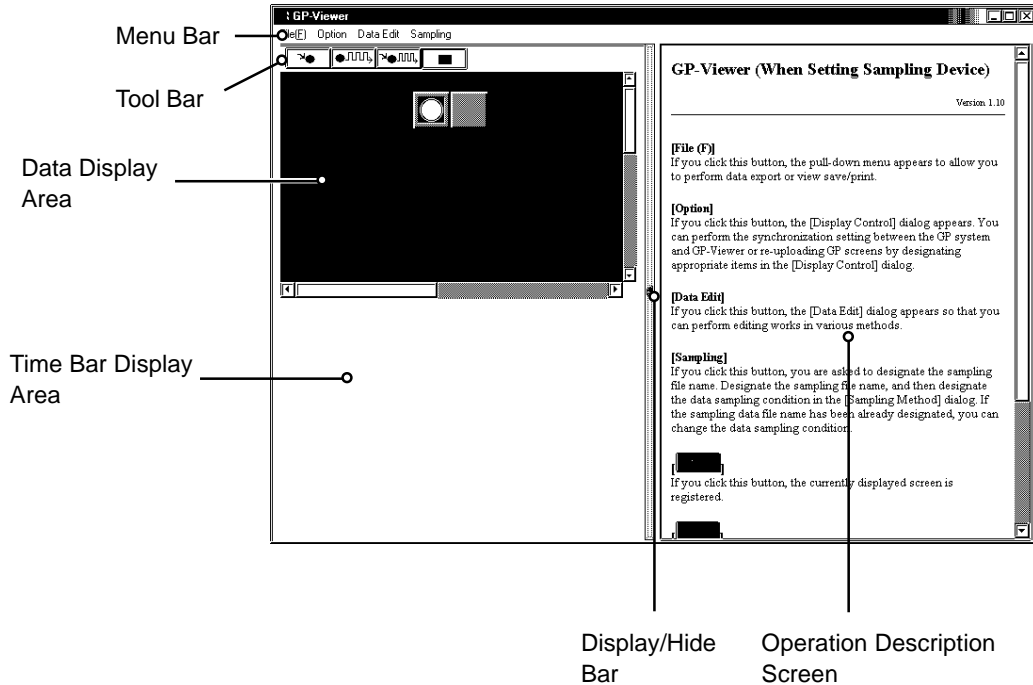 GP-Viewer
Menu Bar
le(F) Option Data Edit Sampling
Tool Bar
Data Display
Area
Time Bar Display
Area
GP-Viewer (When Setting Sampling Device)
Version 1.10
[File (F)]
If you click this button, the pull-down menu appears to allow you
to perform data export or view save/print.
[Option]
If you click this button, the [Display Control] dialog appears. You
can perform the synchronization setting between the GP system
and GP-Viewer or re-uploading GP screens by designating
appropriate items in the [Display Control] dialog.
[Data Edit]
If you click this button, the [Data Edit] dialog appears so that you
can perform editing works in various methods.
[Sampling]
If you click this button, you are asked to designate the sampling
file name. Designate the sampling file name, and then designate
the data sampling condition in the [Sampling Method] dialog. If
the sampling data file name has been already designated, you can
change the data sampling condition.
[ ]
If you click this button, the currently displayed screen is
registered.
[ ]
Display/Hide
Bar
Operation Description
Screen